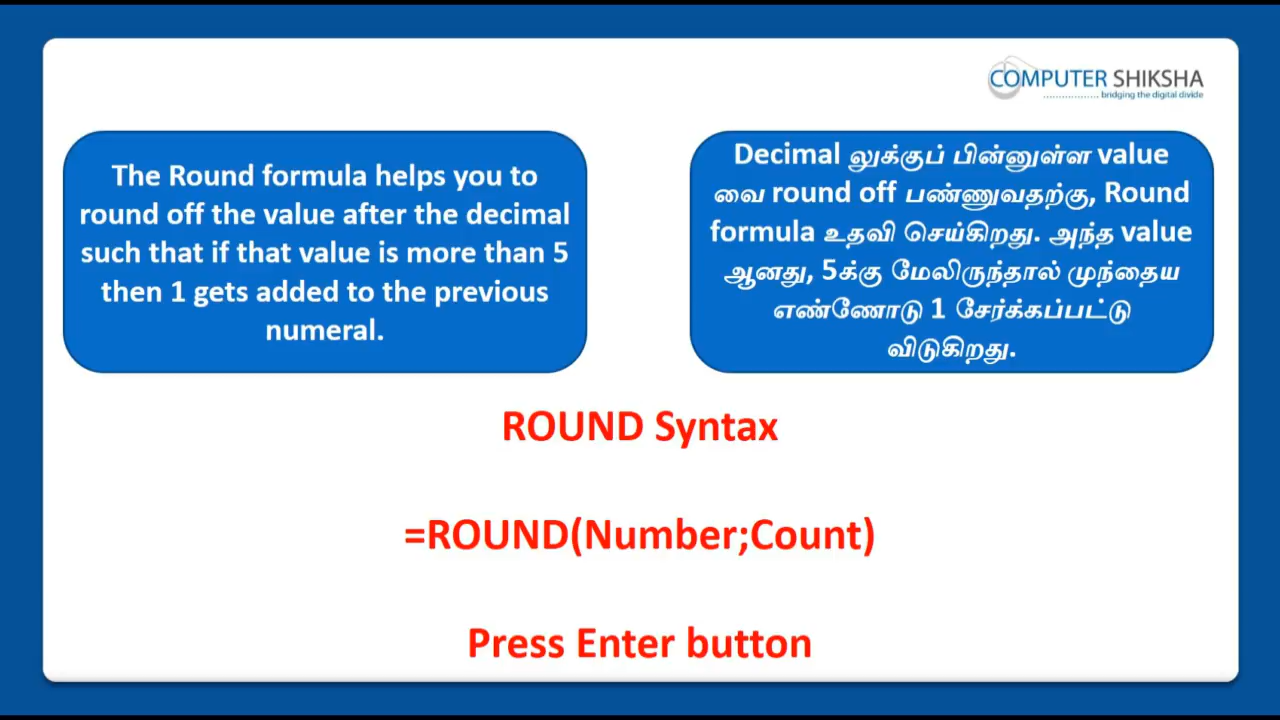 COMPUTER SHIKSHA
bridging the digital divide
The Round formula helps you to
round off the value after the decimal
such that if that value is more than 5
then 1 gets added to the previous
numeral.
Decimal லுக்குப் பின்னுள்ள value
வை round off பண்ணுவதற்கு, Round
formula உதவி செய்கிறது. அந்த value
ஆனது, 5க்கு மேலிருந்தால் முந்தைய
எண்ணோடு 1 சேர்க்கப்பட்டு
விடுகிறது.
ROUND Syntax
=ROUND(Number;Count)
Press Enter button